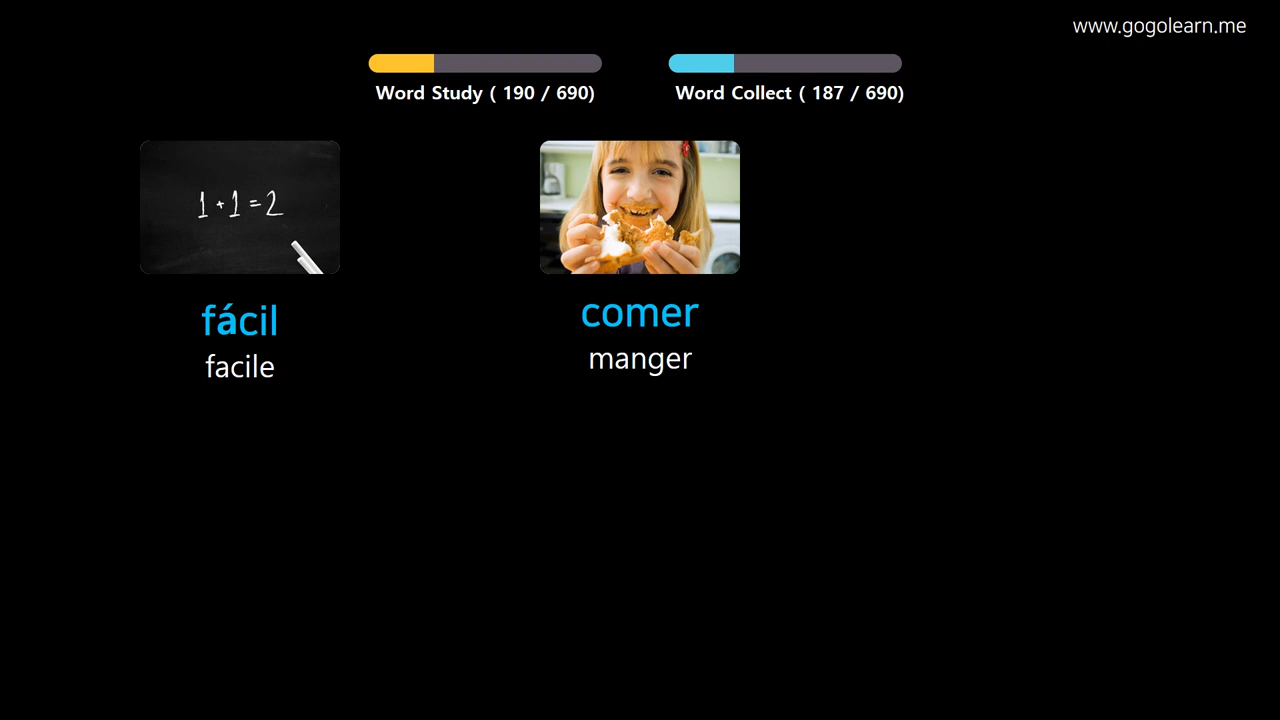 www.gogolearn.me
Word Study ( 190 / 690)
Word Collect ( 187 / 690)
1+1=2
fácil
facile
comer
manger